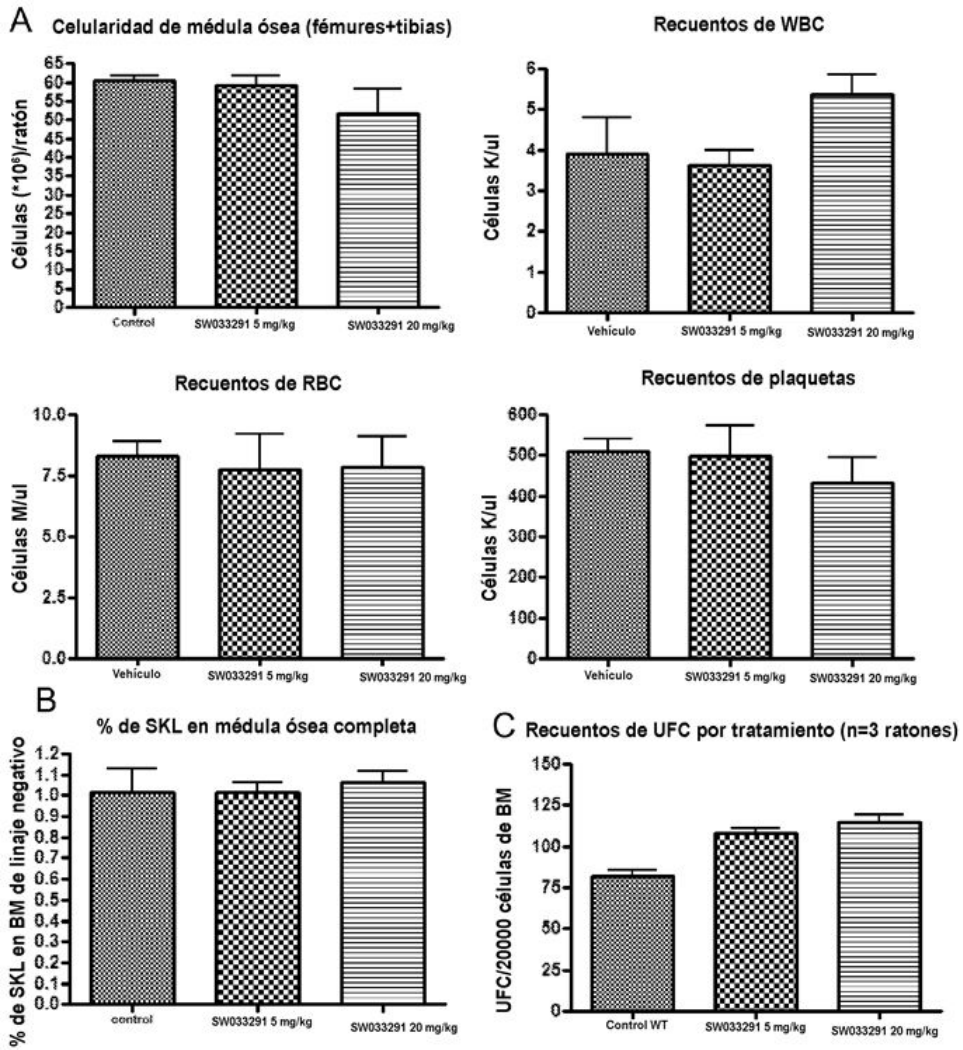 A
Celularidad de médula ósea (fémures+tibias)
Células (*10⁶)/ratón
65
60
55
50
45
40
35
30
25
20
15
10
5
0
Control
SW033291 5 mg/kg
SW033291 20 mg/kg
Recuentos de WBC
Células K/ul
6
5
4
3
2
1
0
Vehículo
SW033291 5 mg/kg
SW033291 20 mg/kg
Recuentos de RBC
Células M/ul
10.0
7.5
5.0
2.5
0.0
Vehículo
SW033291 5 mg/kg
SW033291 20 mg/kg
Recuentos de plaquetas
Células K/ul
600
500
400
300
200
100
0
Vehículo
SW033291 5 mg/kg
SW033291 20 mg/kg
B
% de SKL en médula ósea completa
% de SKL en BM de linaje negativo
1.2
1.1
1.0
0.9
0.8
0.7
0.6
0.5
0.4
0.3
0.2
0.1
0.0
control
SW033291 5 mg/kg
SW033291 20 mg/kg
C
Recuentos de UFC por tratamiento (n=3 ratones)
UFC/20000 células de BM
150
125
100
75
50
25
0
Control WT
SW033291 5 mg/kg
SW033291 20 mg/kg